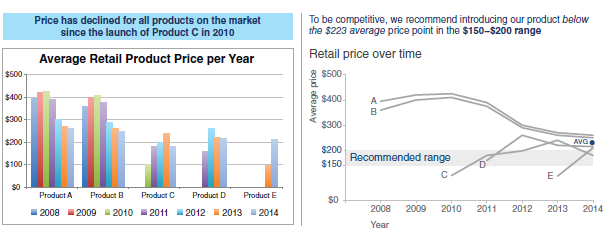 Price has declined for all products on the market
since the launch of Product C in 2010
Average Retail Product Price per Year
$500
$400
$300
$200
$100
$0
Product A Product B Product C Product D Product E
2008 2009 2010 2011 2012 2013 2014
To be competitive, we recommend introducing our product below
the $223 average price point in the $150–$200 range
Retail price over time
Average price
$500
$400
$300
$200
$150
$0
A
B
C
D
E
AVG
Recommended range
2008 2009 2010 2011 2012 2013 2014
Year